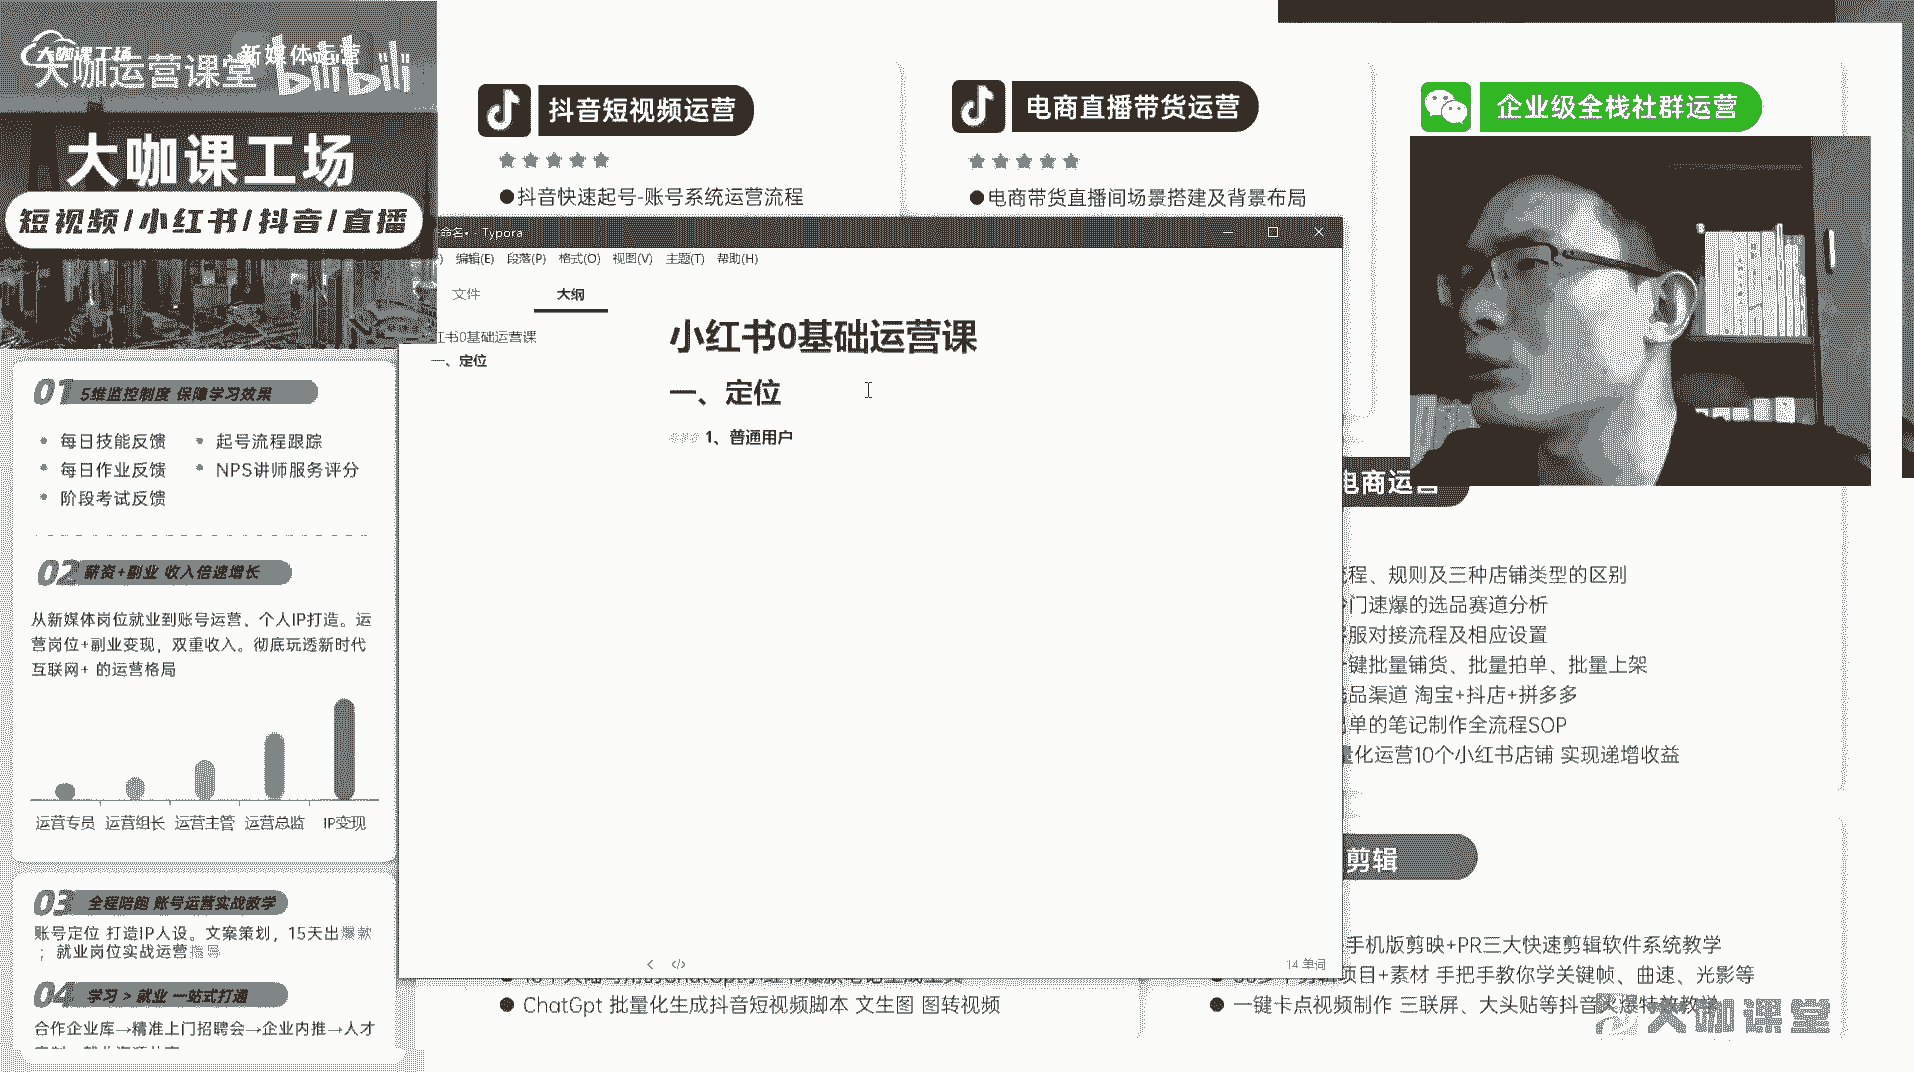 大咖课工场
新媒体运营
大咖运营课堂
bilibili
大咖课工场
短视频/小红书/抖音/直播
01 5维监控制度 保障学习效果
每日技能反馈
起号流程跟踪
每日作业反馈
NPS讲师服务评分
阶段考试反馈
02 薪资+副业 收入倍速增长
从新媒体岗位就业到账号运营、个人IP打造。运
营岗位+副业变现，双重收入。彻底玩透新时代
互联网+ 的运营格局
运营专员 运营组长 运营主管 运营总监 IP变现
03 全程陪跑 账号运营实战教学
账号定位 打造IP人设。文案策划，15天出爆款
；就业岗位实战运营指导
04 学习 > 就业 一站式打通
合作企业库→精准上门招聘会→企业内推→人才
抖音短视频运营
●抖音快速起号-账号系统运营流程
电商直播带货运营
●电商带货直播间场景搭建及背景布局
企业级全栈社群运营
命名• - Typora
编辑(E) 段落(P) 格式(O) 视图(V) 主题(T) 帮助(H)
文件 大纲
红书0基础运营课
一、定位
小红书0基础运营课
一、定位
### 1、普通用户
14 单词
电商运营
程、规则及三种店铺类型的区别
门速爆的选品赛道分析
客服对接流程及相应设置
一键批量铺货、批量拍单、批量上架
选品渠道 淘宝+抖店+拼多多
单的笔记制作全流程SOP
量化运营10个小红书店铺 实现递增收益
剪辑
手机版剪映+PR三大快速剪辑软件系统教学
项目+素材 手把手教你学关键帧、曲速、光影等
● 一键卡点视频制作 三联屏、大头贴等抖音火爆特效教学
● ChatGpt 批量化生成抖音短视频脚本 文生图 图转视频
大咖课堂